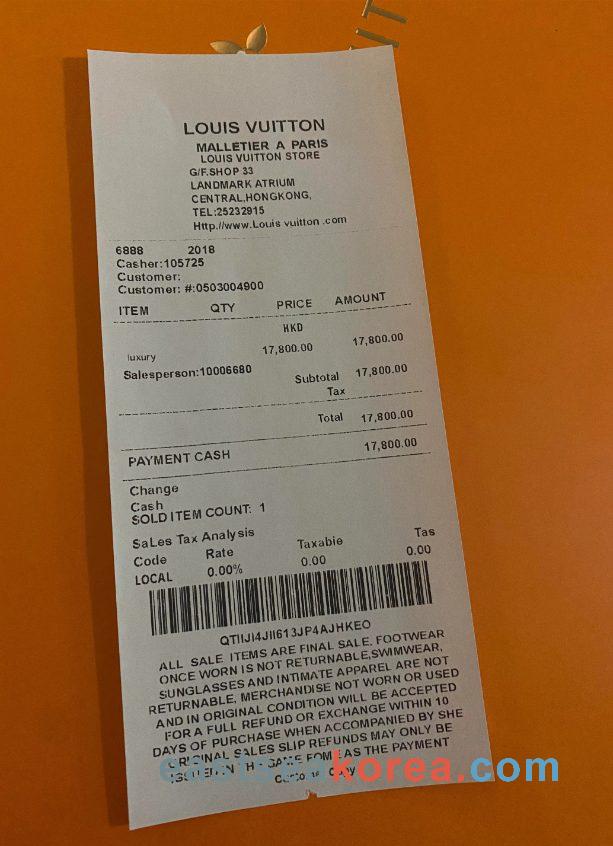 LOUIS VUITTON
MALLETIER A PARIS
LOUIS VUITTON STORE
G/F.SHOP 33
LANDMARK ATRIUM
CENTRAL,HONGKONG,
TEL:25232915
Http://www.Louis vuitton .com
6888 2018
Casher:105725
Customer:
Customer: #:0503004900
ITEM QTY PRICE AMOUNT
HKD
luxury 17,800.00 17,800.00
Salesperson:10006680
Subtotal 17,800.00
Tax
Total 17,800.00
PAYMENT CASH 17,800.00
Change
Cash
SOLD ITEM COUNT: 1
SaLes Tax Analysis
Code Rate Taxabie Tas
LOCAL 0.00% 0.00 0.00
QTIIJI4JII613JP4AJHKEO
ALL SALE ITEMS ARE FINAL SALE. FOOTWEAR
ONCE WORN IS NOT RETURNABLE,SWIMWEAR,
SUNGLASSES AND INTIMATE APPAREL ARE NOT
RETURNABLE, MERCHANDISE NOT WORN OR USED
AND IN ORIGINAL CONDITION WILL BE ACCEPTED
FOR A FULL REFUND OR EXCHANGE WITHIN 10
DAYS OF PURCHASE WHEN ACCOMPANIED BY SHE
ORIGINAL SALES SLIP REFUNDS MAY ONLY BE
ISSUED IN THE GAME FOME AS THE PAYMENT
Copy
eastseakorea.com